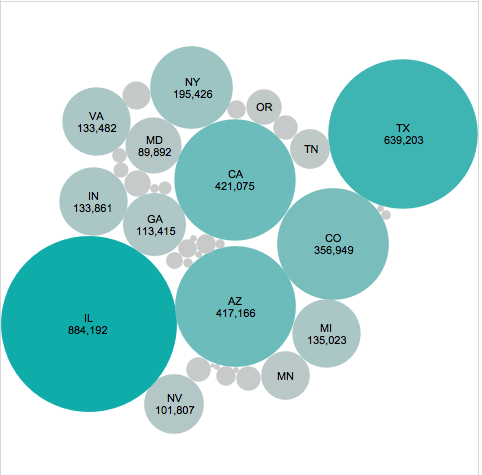 NY
195,426
TX
639,203
VA
133,482
OR
MD
89,892
TN
CA
421,075
IN
133,861
GA
113,415
CO
356,949
IL
884,192
AZ
417,166
MI
135,023
MN
NV
101,807